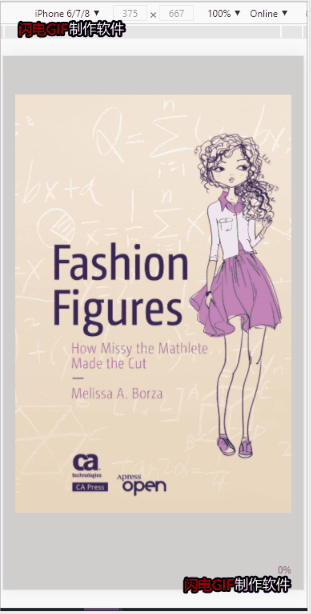 iPhone 6/7/8 ▼ 375 × 667 100% ▼ Online ▼
闪电GIF制作软件
Fashion
Figures
How Missy the Mathlete
Made the Cut
Melissa A. Borza
ca
technologies
CA Press
Apress
open
0%
闪电GIF制作软件